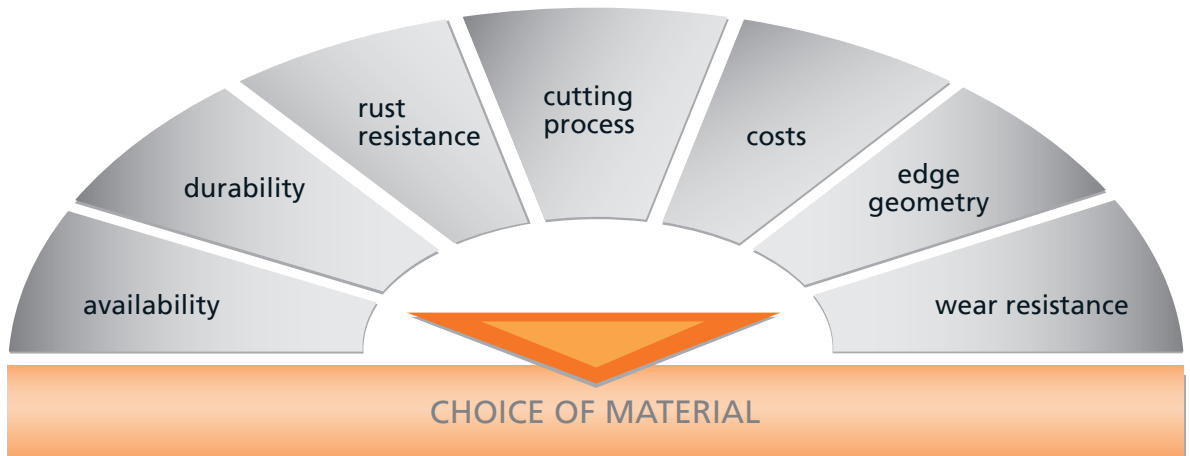 availability
durability
rust
resistance
cutting
process
costs
edge
geometry
wear resistance
CHOICE OF MATERIAL